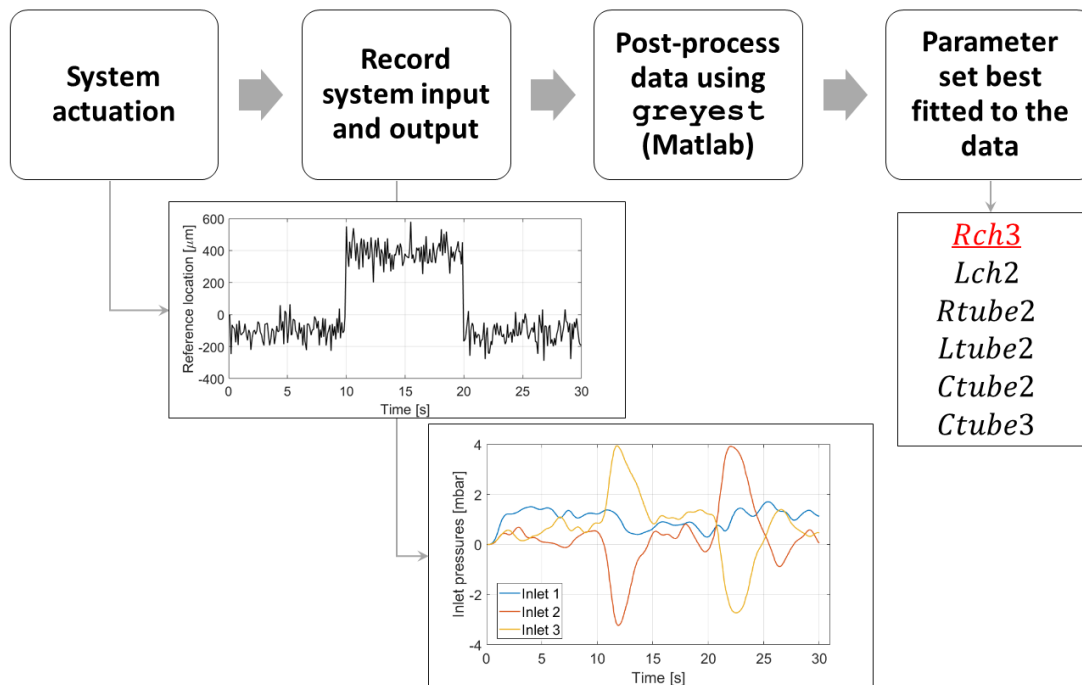 System
actuation
Record
system input
and output
Post-process
data using
greyest
(Matlab)
Parameter
set best
fitted to the
data
Rch3
Lch2
Rtube2
Ltube2
Ctube2
Ctube3
Reference location [μm]
600
400
200
0
-200
-400
0 5 10 15 20 25 30
Time [s]
Inlet pressures [mbar]
4
2
0
-2
-4
Inlet 1
Inlet 2
Inlet 3
0 5 10 15 20 25 30
Time [s]